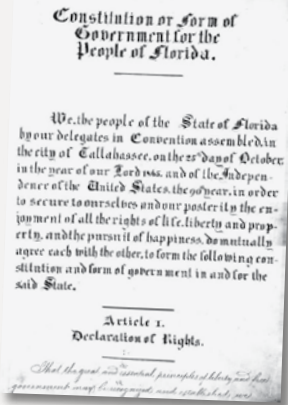 Constitution or Form of
Government for the
People of Florida.
We, the people of the State of Florida
by our delegates in Convention assembled, in
the city of Tallahassee, on the 25th day of October
in the year of our Lord 1865, and of the Indepen-
dence of the United States, the 90th year, in order
to secure to ourselves and our posterity the en-
joyment of all the rights of life, liberty and prop-
erty, and the pursuit of happiness, do mutually
agree each with the other, to form the following con-
stitution and form of government in and for the
said State.
Article 1.
Declaration of Rights.
That the great and essential principles of liberty and free
government may be recognized and established, we